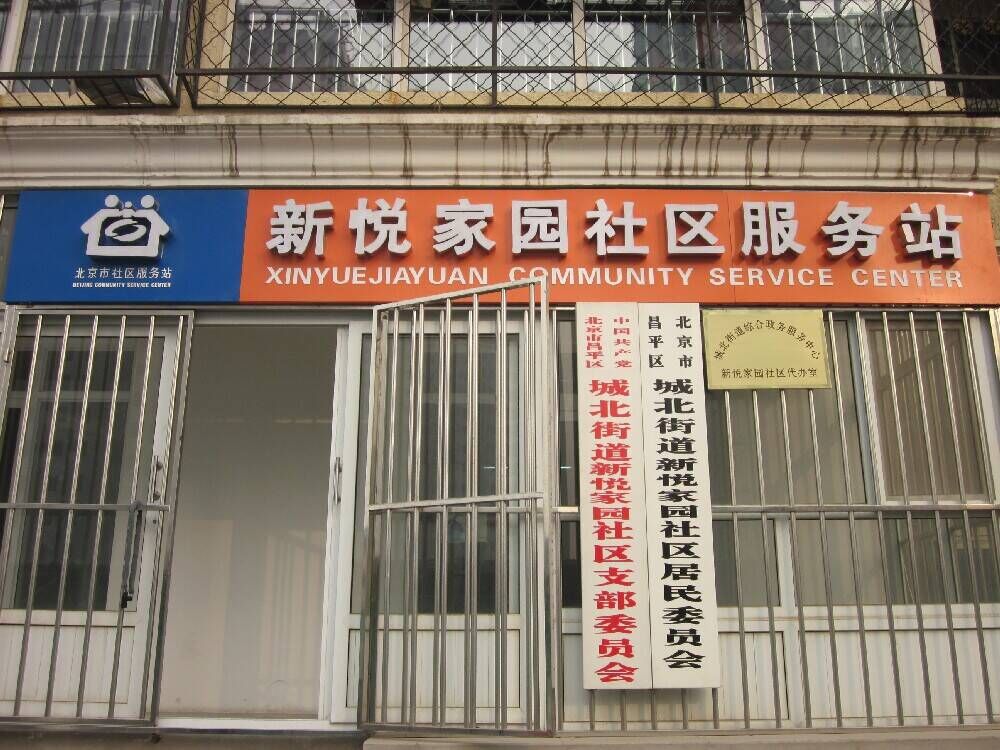 北京市社区服务站
BEIJING COMMUNITY SERVICE CENTER
新悦家园社区服务站
XINYUEJIAYUAN COMMUNITY SERVICE CENTER
中国共产党
北京市昌平区
城北街道新悦家园社区支部委员会
北京市
昌平区
城北街道新悦家园社区居民委员会
城北街道综合政务服务中心
新悦家园社区代办室